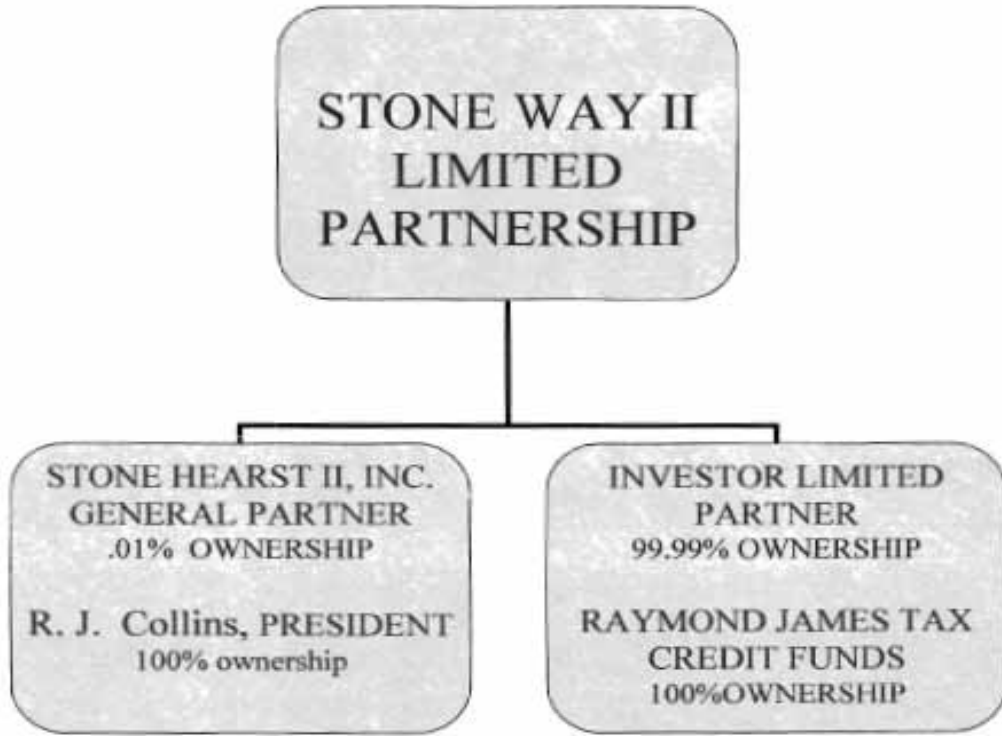 STONE WAY II
LIMITED
PARTNERSHIP
STONE HEARST II, INC.
GENERAL PARTNER
.01% OWNERSHIP
R. J. Collins, PRESIDENT
100% ownership
INVESTOR LIMITED
PARTNER
99.99% OWNERSHIP
RAYMOND JAMES TAX
CREDIT FUNDS
100%OWNERSHIP